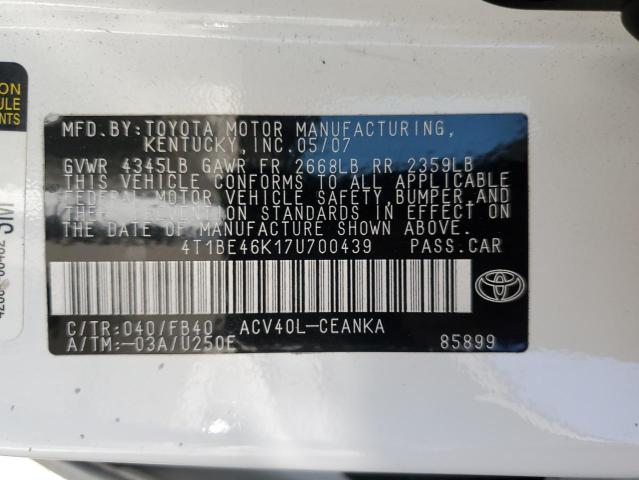 MFD.BY:TOYOTA MOTOR MANUFACTURING,
KENTUCKY,INC.05/07
GVWR 4345LB GAWR FR 2668LB RR 2359LB
THIS VEHICLE CONFORMS TO ALL APPLICABLE
FEDERAL MOTOR VEHICLE SAFETY,BUMPER,AND
THEFT PREVENTION STANDARDS IN EFFECT ON
THE DATE OF MANUFACTURE SHOWN ABOVE.
4T1BE46K17U700439 PASS.CAR
C/TR:040/FB40 ACV40L-CEANKA
A/TM:-03A/U250E 85899